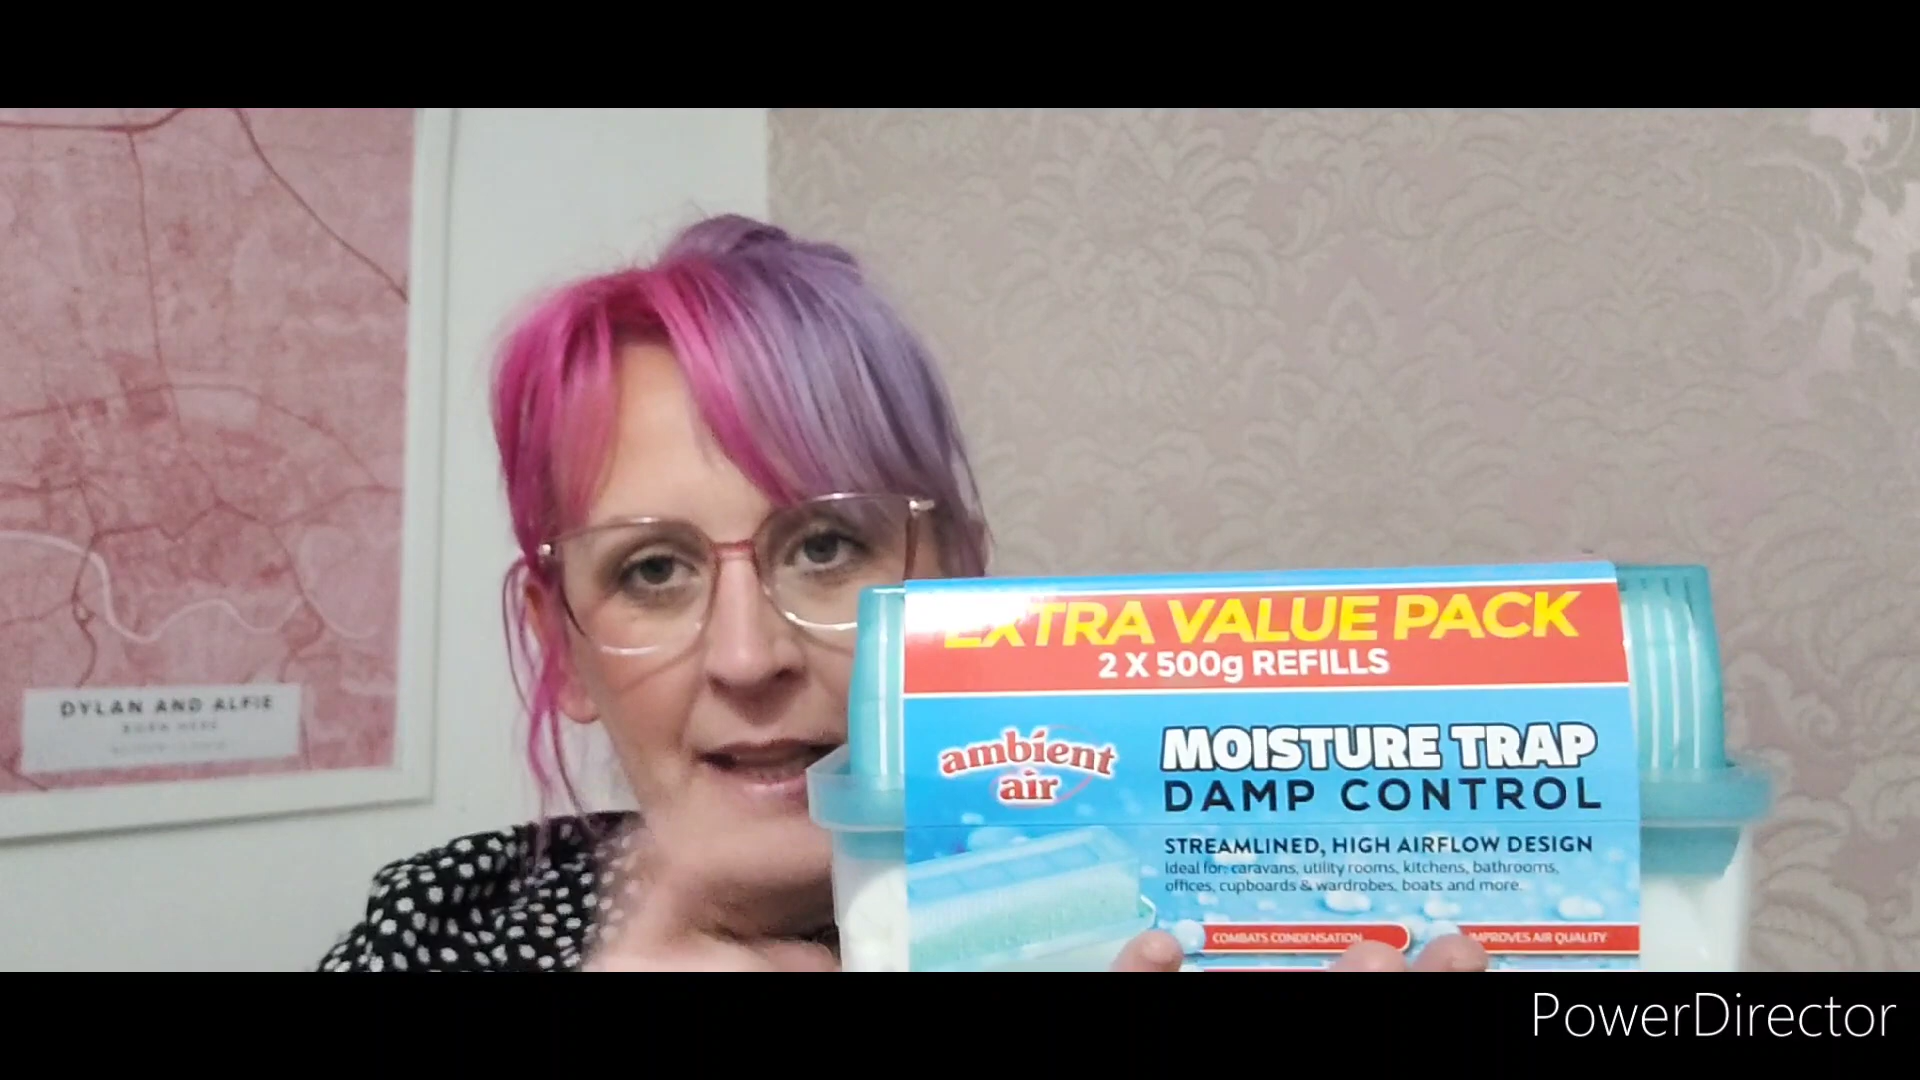 DYLAN AND ALFIE
BORN HERE
EXTRA VALUE PACK
2 X 500g REFILLS
ambient
air
MOISTURE TRAP
DAMP CONTROL
STREAMLINED, HIGH AIRFLOW DESIGN
Ideal for: caravans, utility rooms, kitchens, bathrooms,
offices, cupboards & wardrobes, boats and more.
COMBATS CONDENSATION
IMPROVES AIR QUALITY
PowerDirector